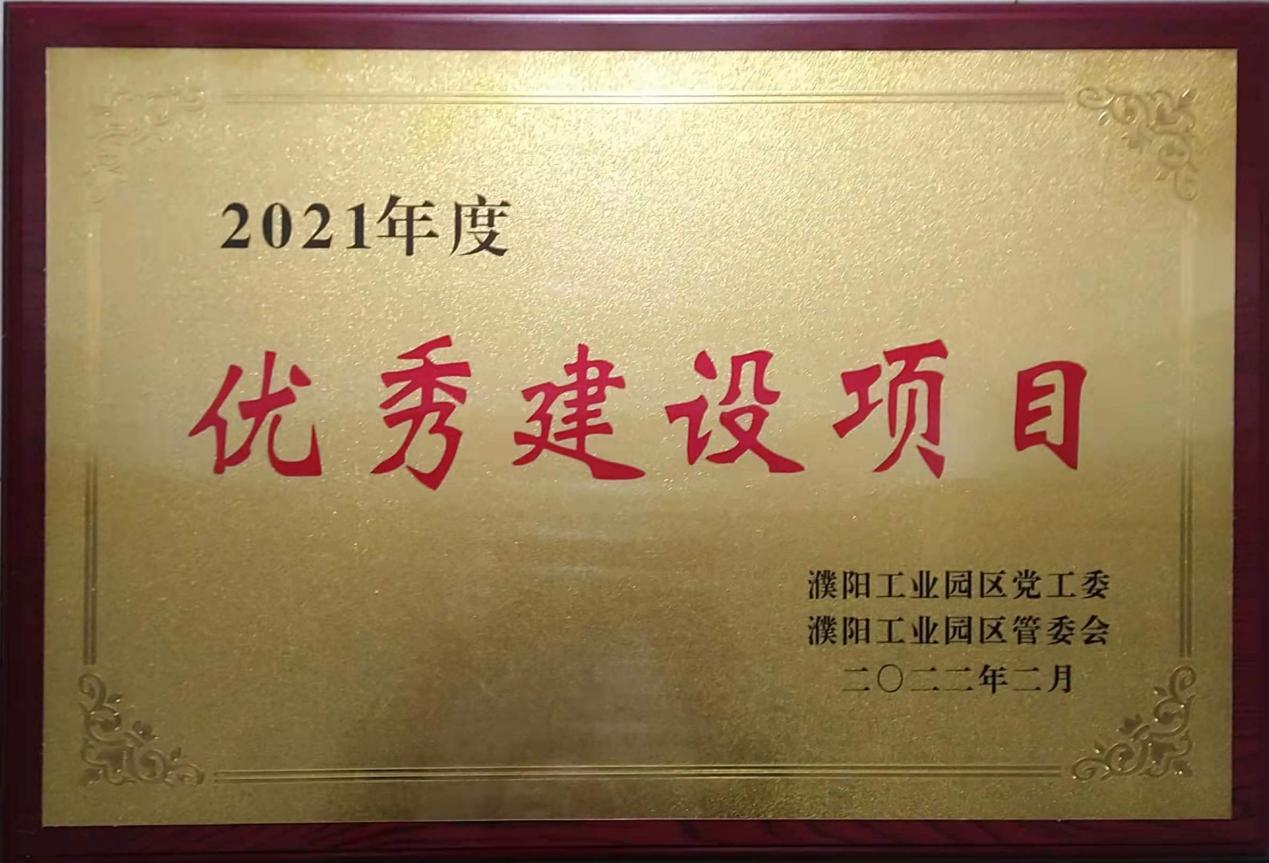 2021年度
优秀建设项目
濮阳工业园区党工委
濮阳工业园区管委会
二〇二二年二月